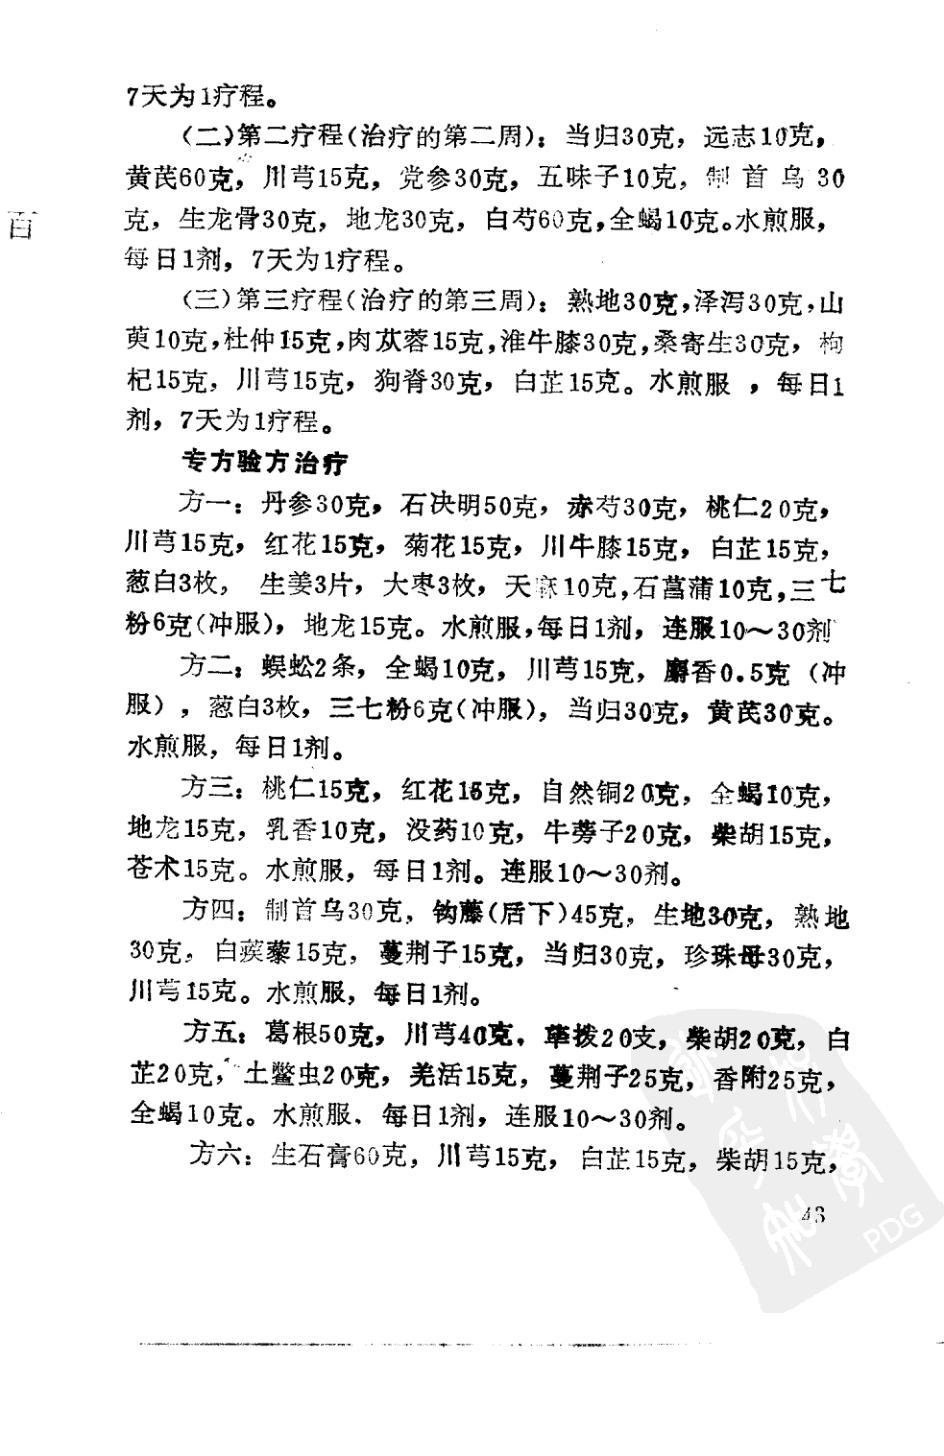 7天为1疗程。
(二)第二疗程(治疗的第二周)：当归30克，远志10克，
黄芪60克，川芎15克，党参30克，五味子10克，制首乌30
克，生龙骨30克，地龙30克，白芍60克，全蝎10克。水煎服，
每日1剂，7天为1疗程。
(三)第三疗程(治疗的第三周)：熟地30克，泽泻30克，山
萸10克，杜仲15克，肉苁蓉15克，淮牛膝30克，桑寄生30克，枸
杞15克，川芎15克，狗脊30克，白芷15克。水煎服，每日1
剂，7天为1疗程。
专方验方治疗
方一：丹参30克，石决明50克，赤芍30克，桃仁20克，
川芎15克，红花15克，菊花15克，川牛膝15克，白芷15克，
葱白3枚，生姜3片，大枣3枚，天麻10克，石菖蒲10克，三七
粉6克(冲服)，地龙15克。水煎服，每日1剂，连服10～30剂
方二：蜈蚣2条，全蝎10克，川芎15克，麝香0.5克(冲
服)，葱白3枚，三七粉6克(冲服)，当归30克，黄芪30克。
水煎服，每日1剂。
方三：桃仁15克，红花15克，自然铜20克，全蝎10克，
地龙15克，乳香10克，没药10克，牛蒡子20克，柴胡15克，
苍术15克。水煎服，每日1剂。连服10～30剂。
方四：制首乌30克，钩藤(后下)45克，生地30克，熟地
30克，白蒺藜15克，蔓荆子15克，当归30克，珍珠母30克，
川芎15克。水煎服，每日1剂。
方五：葛根50克，川芎40克，荜拨20支，柴胡20克，白
芷20克，土鳖虫20克，羌活15克，蔓荆子25克，香附25克，
全蝎10克。水煎服、每日1剂，连服10～30剂。
方六：生石膏60克，川芎15克，白芷15克，柴胡15克，
43
百
PDG